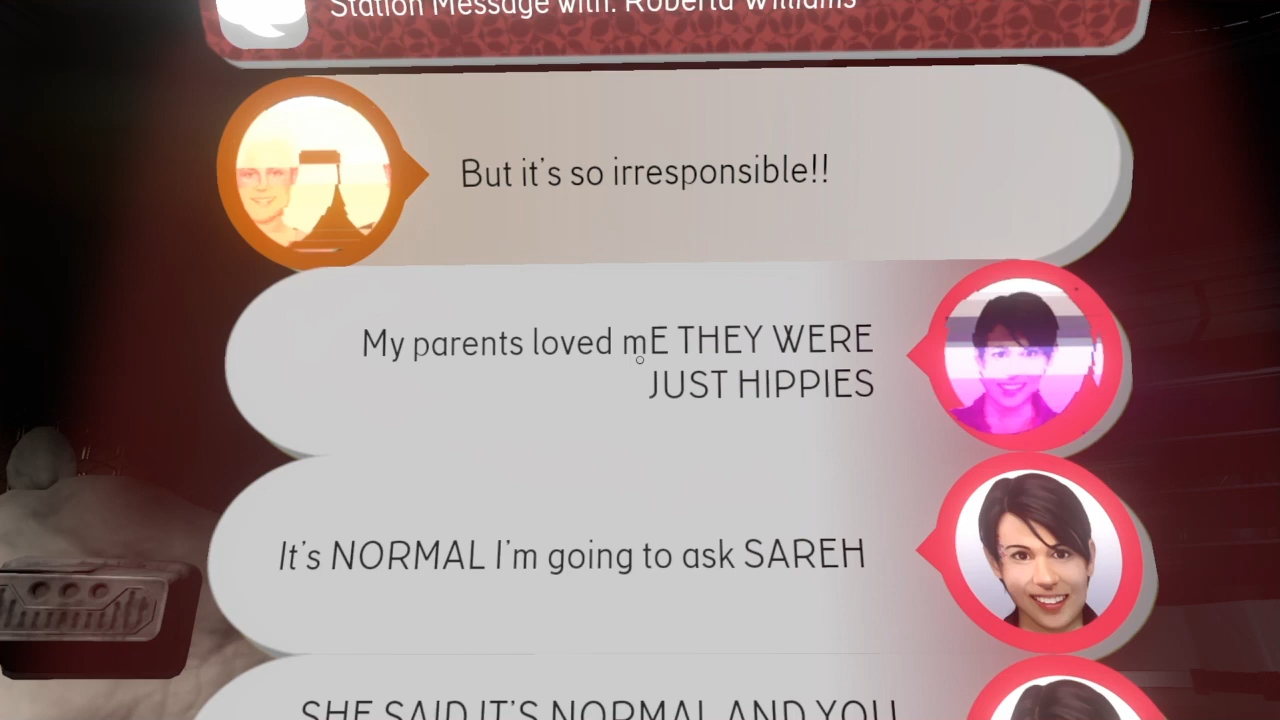 Station Message with: Roberta Williams
But it's so irresponsible!!
My parents loved mE THEY WERE
JUST HIPPIES
It's NORMAL I'm going to ask SAREH
SHE SAID IT'S NORMAL AND YOU